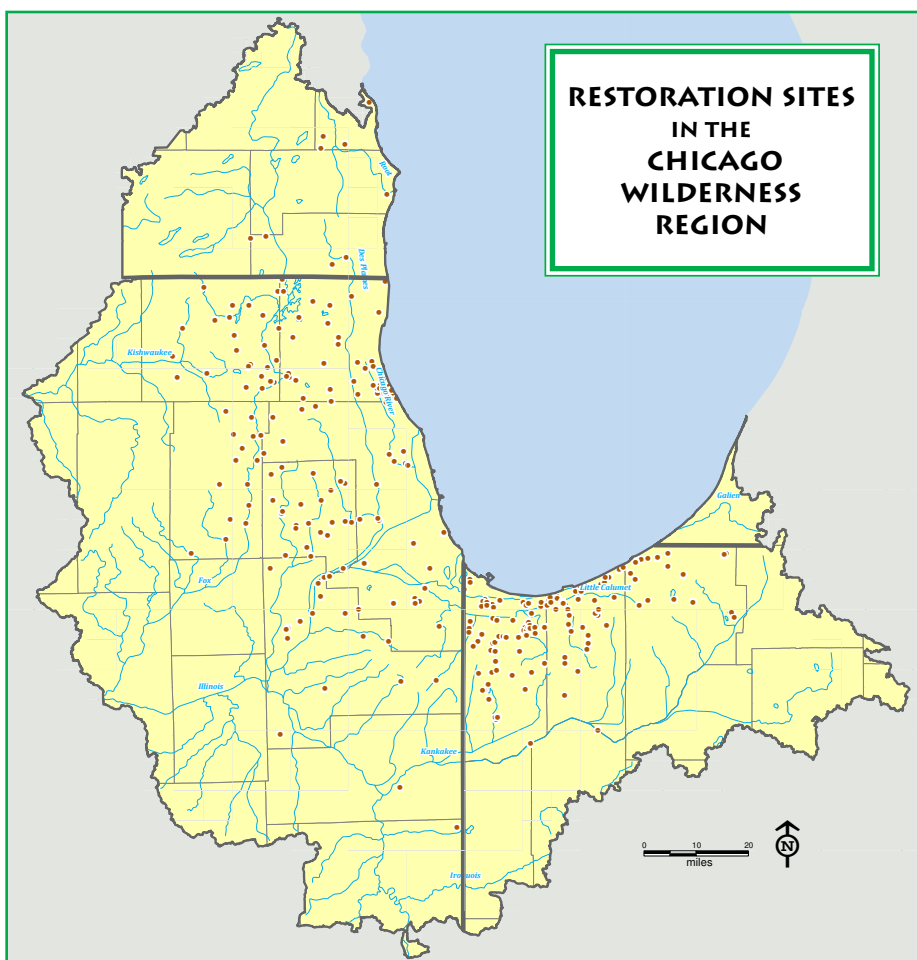 RESTORATION SITES
IN THE
CHICAGO
WILDERNESS
REGION
Root
Des Plaines
Kishwaukee
Chicago River
Galien
Fox
Little Calumet
Illinois
Kankakee
Iroquois
0 10 20
miles
N